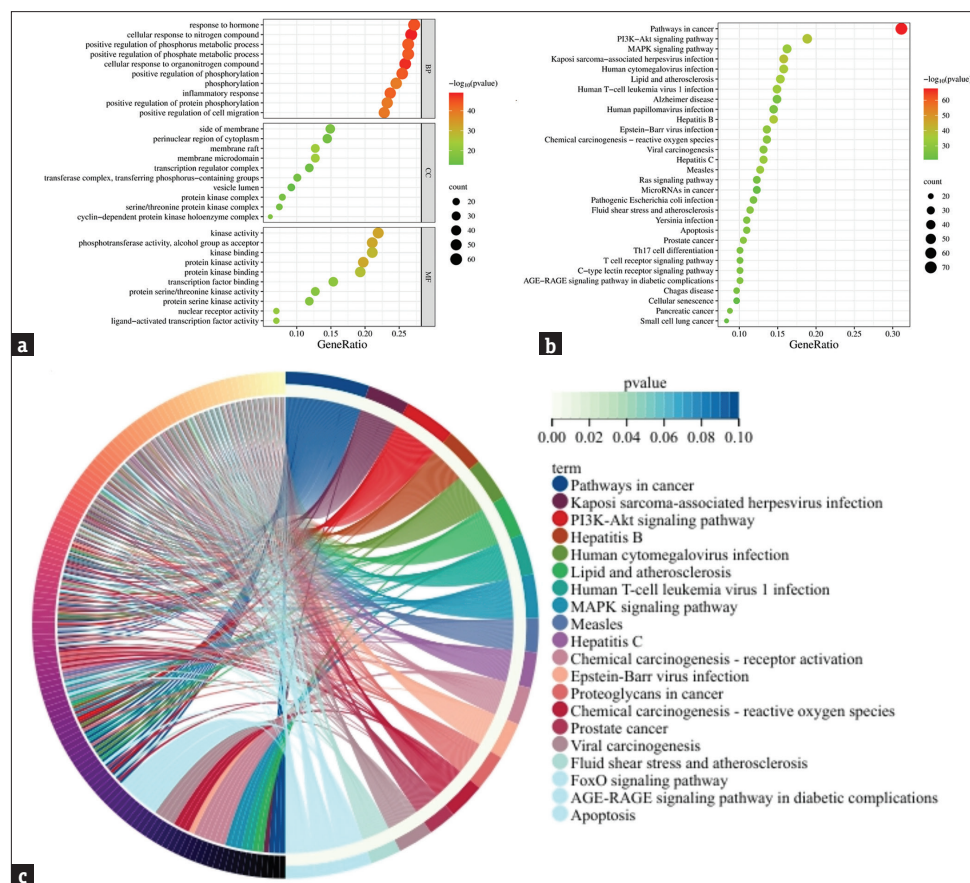 response to hormone
cellular response to nitrogen compound
positive regulation of phosphorus metabolic process
positive regulation of phosphate metabolic process
cellular response to organonitrogen compound
positive regulation of phosphorylation
phosphorylation
inflammatory response
positive regulation of protein phosphorylation
positive regulation of cell migration
BP
side of membrane
perinuclear region of cytoplasm
membrane raft
membrane microdomain
transcription regulator complex
transferase complex, transferring phosphorus−containing groups
vesicle lumen
protein kinase complex
serine/threonine protein kinase complex
cyclin−dependent protein kinase holoenzyme complex
CC
kinase activity
phosphotransferase activity, alcohol group as acceptor
kinase binding
protein kinase activity
protein kinase binding
transcription factor binding
protein serine/threonine kinase activity
protein serine kinase activity
nuclear receptor activity
ligand−activated transcription factor activity
MF
0.10 0.15 0.20 0.25
GeneRatio
−log10(pvalue)
40
30
20
count
20
30
40
50
60
a
Pathways in cancer
PI3K−Akt signaling pathway
MAPK signaling pathway
Kaposi sarcoma−associated herpesvirus infection
Human cytomegalovirus infection
Lipid and atherosclerosis
Human T−cell leukemia virus 1 infection
Alzheimer disease
Human papillomavirus infection
Hepatitis B
Epstein−Barr virus infection
Chemical carcinogenesis − reactive oxygen species
Viral carcinogenesis
Hepatitis C
Measles
Ras signaling pathway
MicroRNAs in cancer
Pathogenic Escherichia coli infection
Fluid shear stress and atherosclerosis
Yersinia infection
Apoptosis
Prostate cancer
Th17 cell differentiation
T cell receptor signaling pathway
C−type lectin receptor signaling pathway
AGE−RAGE signaling pathway in diabetic complications
Chagas disease
Cellular senescence
Pancreatic cancer
Small cell lung cancer
0.10 0.15 0.20 0.25 0.30
GeneRatio
−log10(pvalue)
60
50
40
30
20
count
20
30
40
50
60
70
b
pvalue
0.00 0.02 0.04 0.06 0.08 0.10
term
Pathways in cancer
Kaposi sarcoma-associated herpesvirus infection
PI3K-Akt signaling pathway
Hepatitis B
Human cytomegalovirus infection
Lipid and atherosclerosis
Human T-cell leukemia virus 1 infection
MAPK signaling pathway
Measles
Hepatitis C
Chemical carcinogenesis - receptor activation
Epstein-Barr virus infection
Proteoglycans in cancer
Chemical carcinogenesis - reactive oxygen species
Prostate cancer
Viral carcinogenesis
Fluid shear stress and atherosclerosis
FoxO signaling pathway
AGE-RAGE signaling pathway in diabetic complications
Apoptosis
c